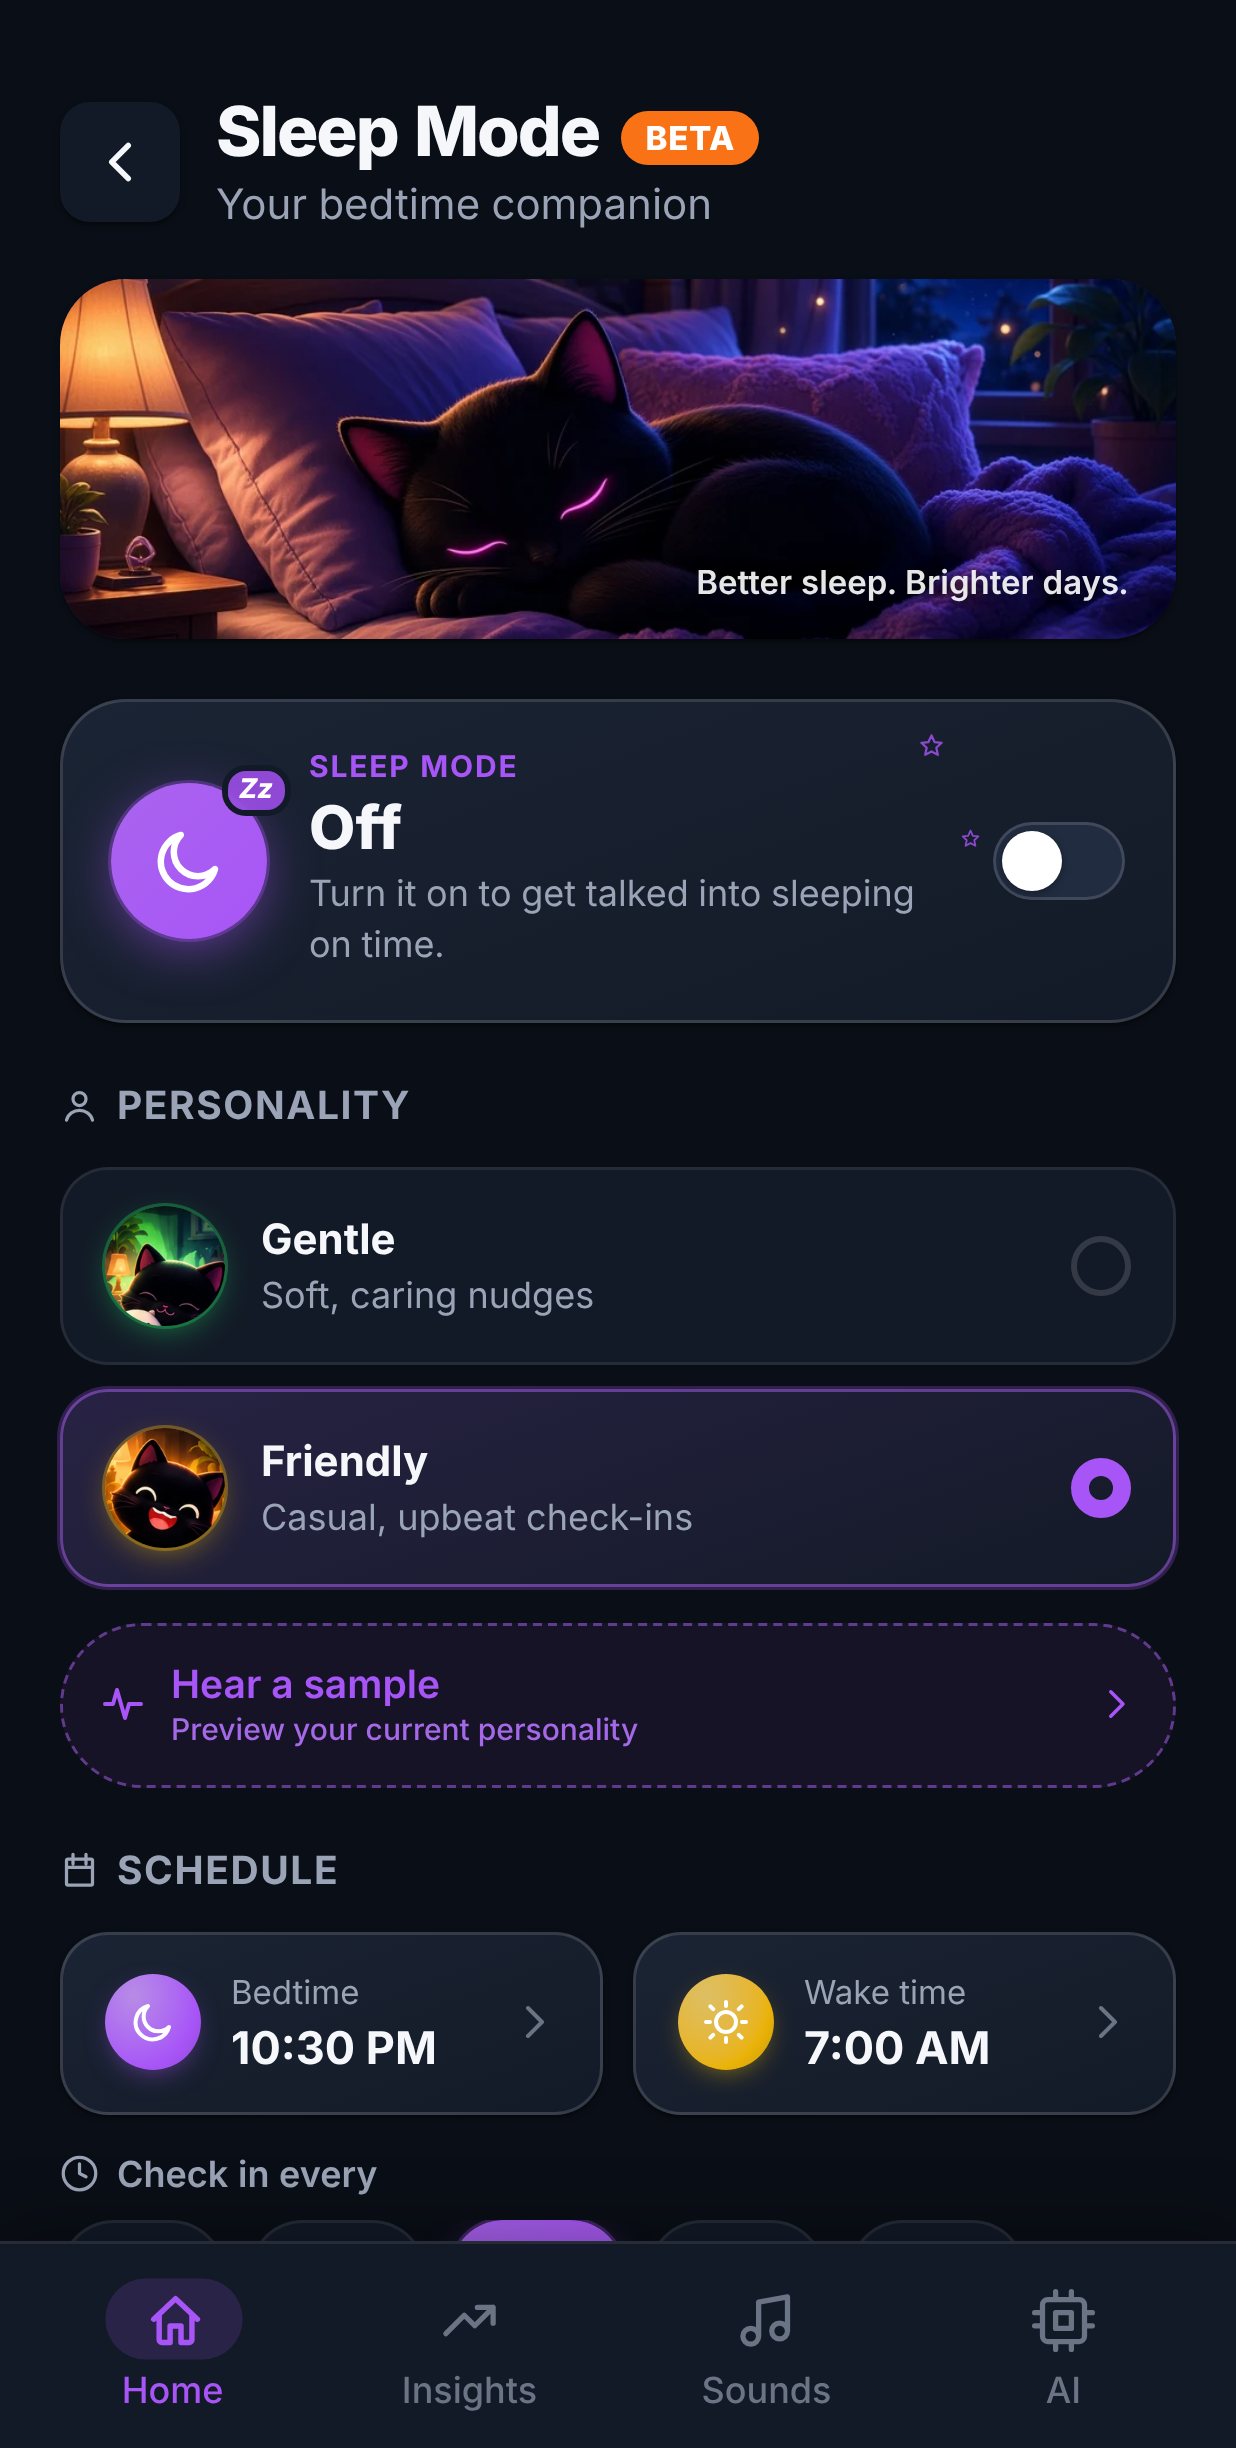 Sleep Mode BETA
Your bedtime companion
Better sleep. Brighter days.
Zz
SLEEP MODE
Off
Turn it on to get talked into sleeping
on time.
PERSONALITY
Gentle
Soft, caring nudges
Friendly
Casual, upbeat check-ins
Hear a sample
Preview your current personality
SCHEDULE
Bedtime
10:30 PM
Wake time
7:00 AM
Check in every
Home
Insights
Sounds
AI